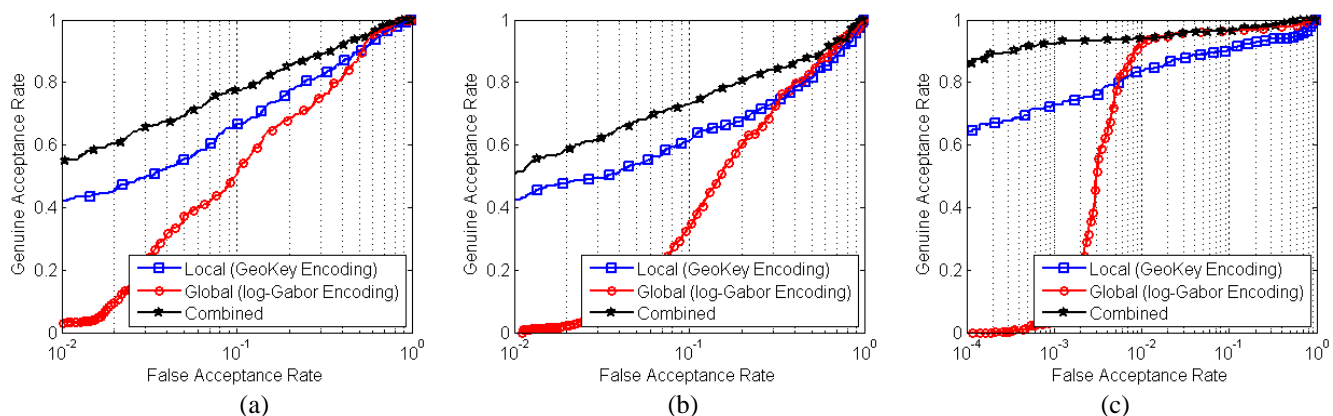 1
0.8
0.6
0.4
0.2
0
Genuine Acceptance Rate
Local (GeoKey Encoding)
Global (log-Gabor Encoding)
Combined
10^-2
10^-1
10^0
False Acceptance Rate
(a)
1
0.8
0.6
0.4
0.2
0
Genuine Acceptance Rate
Local (GeoKey Encoding)
Global (log-Gabor Encoding)
Combined
10^-2
10^-1
10^0
False Acceptance Rate
(b)
1
0.8
0.6
0.4
0.2
0
Genuine Acceptance Rate
Local (GeoKey Encoding)
Global (log-Gabor Encoding)
Combined
10^-4
10^-3
10^-2
10^-1
10^0
False Acceptance Rate
(c)